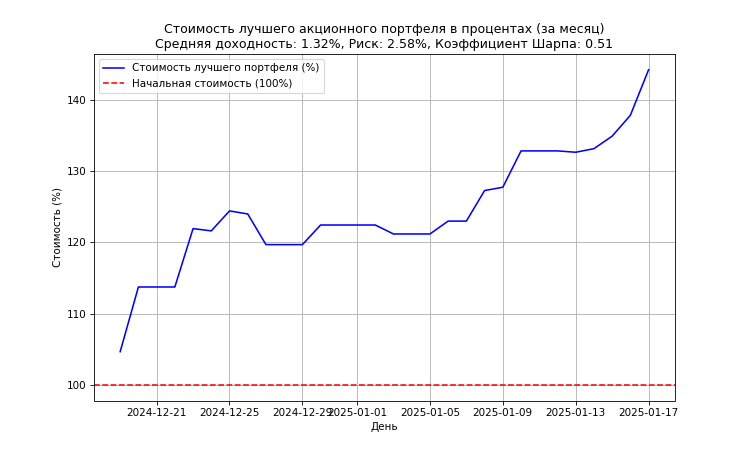 Стоимость лучшего акционного портфеля в процентах (за месяц)
Средняя доходность: 1.32%, Риск: 2.58%, Коэффициент Шарпа: 0.51
Стоимость лучшего портфеля (%)
Начальная стоимость (100%)
Стоимость (%)
140
130
120
110
100
2024-12-21 2024-12-25 2024-12-29 2025-01-01 2025-01-05 2025-01-09 2025-01-13 2025-01-17
День